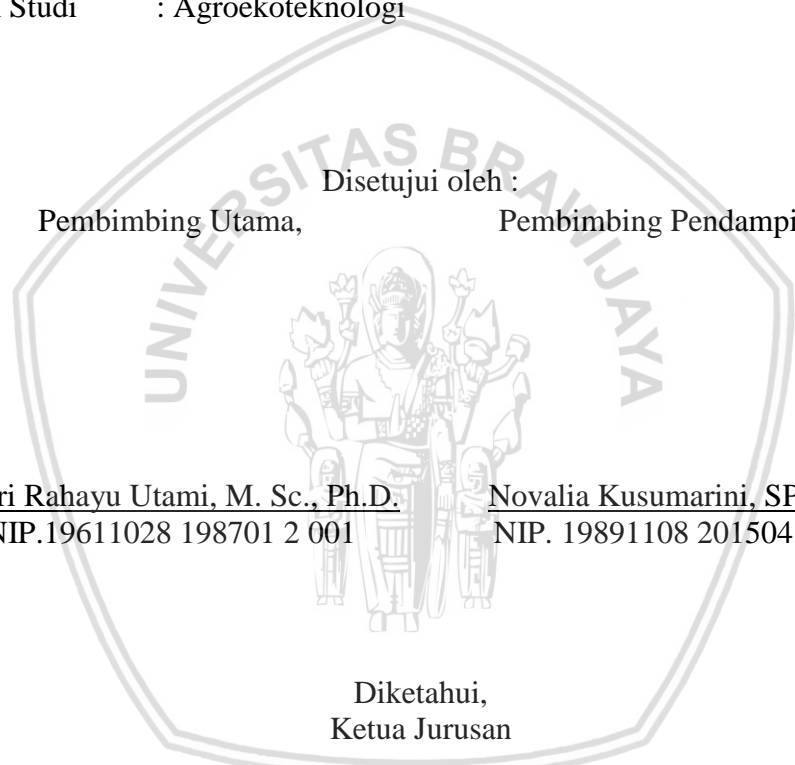 Studi : Agroekoteknologi
UNIVERSITAS BRAWIJAYA
Disetujui oleh :
Pembimbing Utama, Pembimbing Pendampi
ri Rahayu Utami, M. Sc., Ph.D. Novalia Kusumarini, SP
NIP.19611028 198701 2 001 NIP. 19891108 201504
Diketahui,
Ketua Jurusan